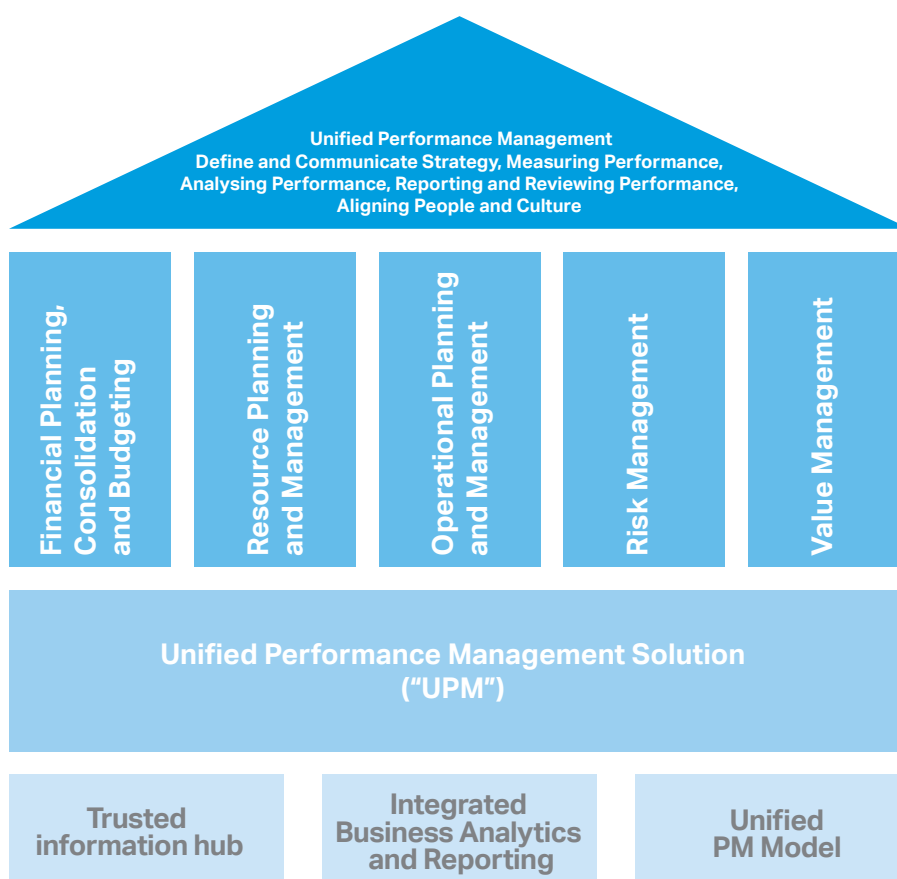 Unified Performance Management
Define and Communicate Strategy, Measuring Performance,
Analysing Performance, Reporting and Reviewing Performance,
Aligning People and Culture
Financial Planning,
Consolidation
and Budgeting
Resource Planning
and Management
Operational Planning
and Management
Risk Management
Value Management
Unified Performance Management Solution
(“UPM”)
Trusted
information hub
Integrated
Business Analytics
and Reporting
Unified
PM Model